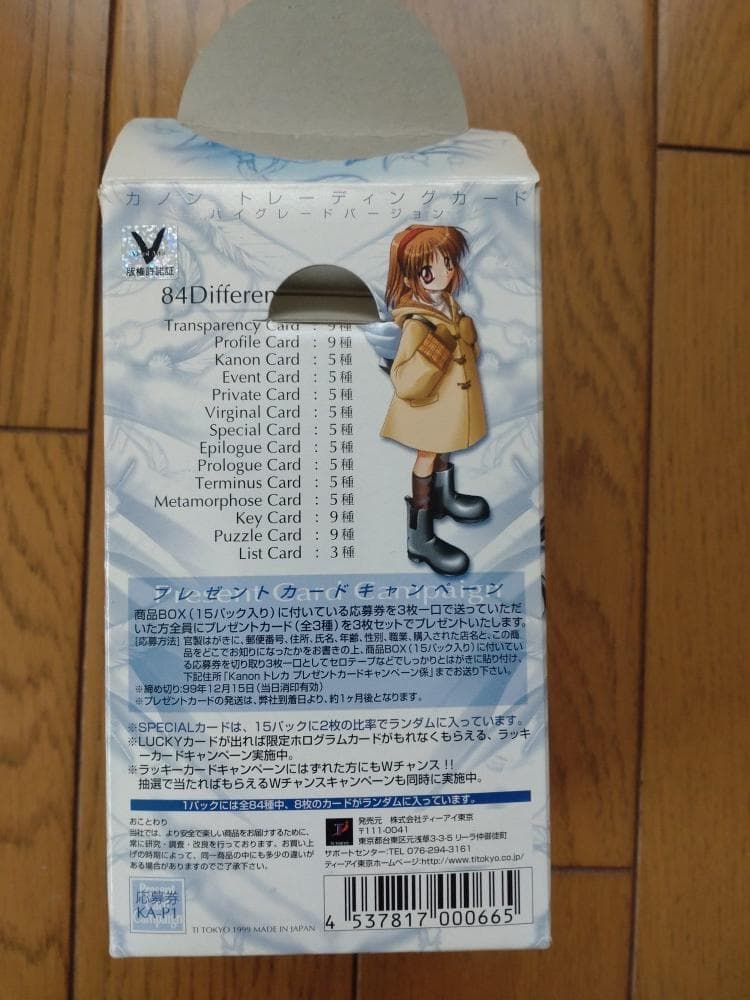 カノン トレーディングカード
ハイグレードバージョン
版権許諾証
84Differen
Transparency Card : 9種
Profile Card : 9種
Kanon Card : 5種
Event Card : 5種
Private Card : 5種
Virginal Card : 5種
Special Card : 5種
Epilogue Card : 5種
Prologue Card : 5種
Terminus Card : 5種
Metamorphose Card : 5種
Key Card : 9種
Puzzle Card : 9種
List Card : 3種
Present Card Campaign
プレゼントカードキャンペーン
商品BOX(15パック入り)に付いている応募券を3枚一口で送っていただ
いた方全員にプレゼントカード(全3種)を3枚セットでプレゼントいたします。
[応募方法] 官製はがきに、郵便番号、住所、氏名、年齢、性別、職業、購入された店名と、この商
品をどこでお知りになったかをお書きの上、商品BOX(15パック入り)に付いて
いる応募券を切り取り3枚一口としてセロテープなどでしっかりとはがきに貼り付け、
下記住所「Kanon トレカ プレゼントカードキャンペーン係」までお送り下さい。
※締め切り:99年12月15日(当日消印有効)
※プレゼントカードの発送は、弊社到着日より、約1ヶ月後となります。
※SPECIALカードは、15パックに2枚の比率でランダムに入っています。
※LUCKYカードが出れば限定ホログラムカードがもれなくもらえる、ラッキ
ーカードキャンペーン実施中。
※ラッキーカードキャンペーンにはずれた方にもWチャンス!!
抽選で当たればもらえるWチャンスキャンペーンも同時に実施中。
1パックには全84種中、8枚のカードがランダムに入っています。
おことわり
当社では、より安全で楽しい商品をお届けするために、
常に研究・調査・改良を行っております。お買い上
げの時期によって、同一商品の中にも多少の違いが
ある場合がありますのでご了承下さい。
TI TOKYO
発売元 株式会社ティーアイ東京
〒111-0041
東京都台東区元浅草3-3-5 リーラ仲御徒町
サポートセンター:TEL 076-294-3161
ティーアイ東京ホームページ:http://www.titokyo.co.jp/
Present
応募券
KA-P1
Campaign
TI TOKYO 1999 MADE IN JAPAN
4 537817 000665